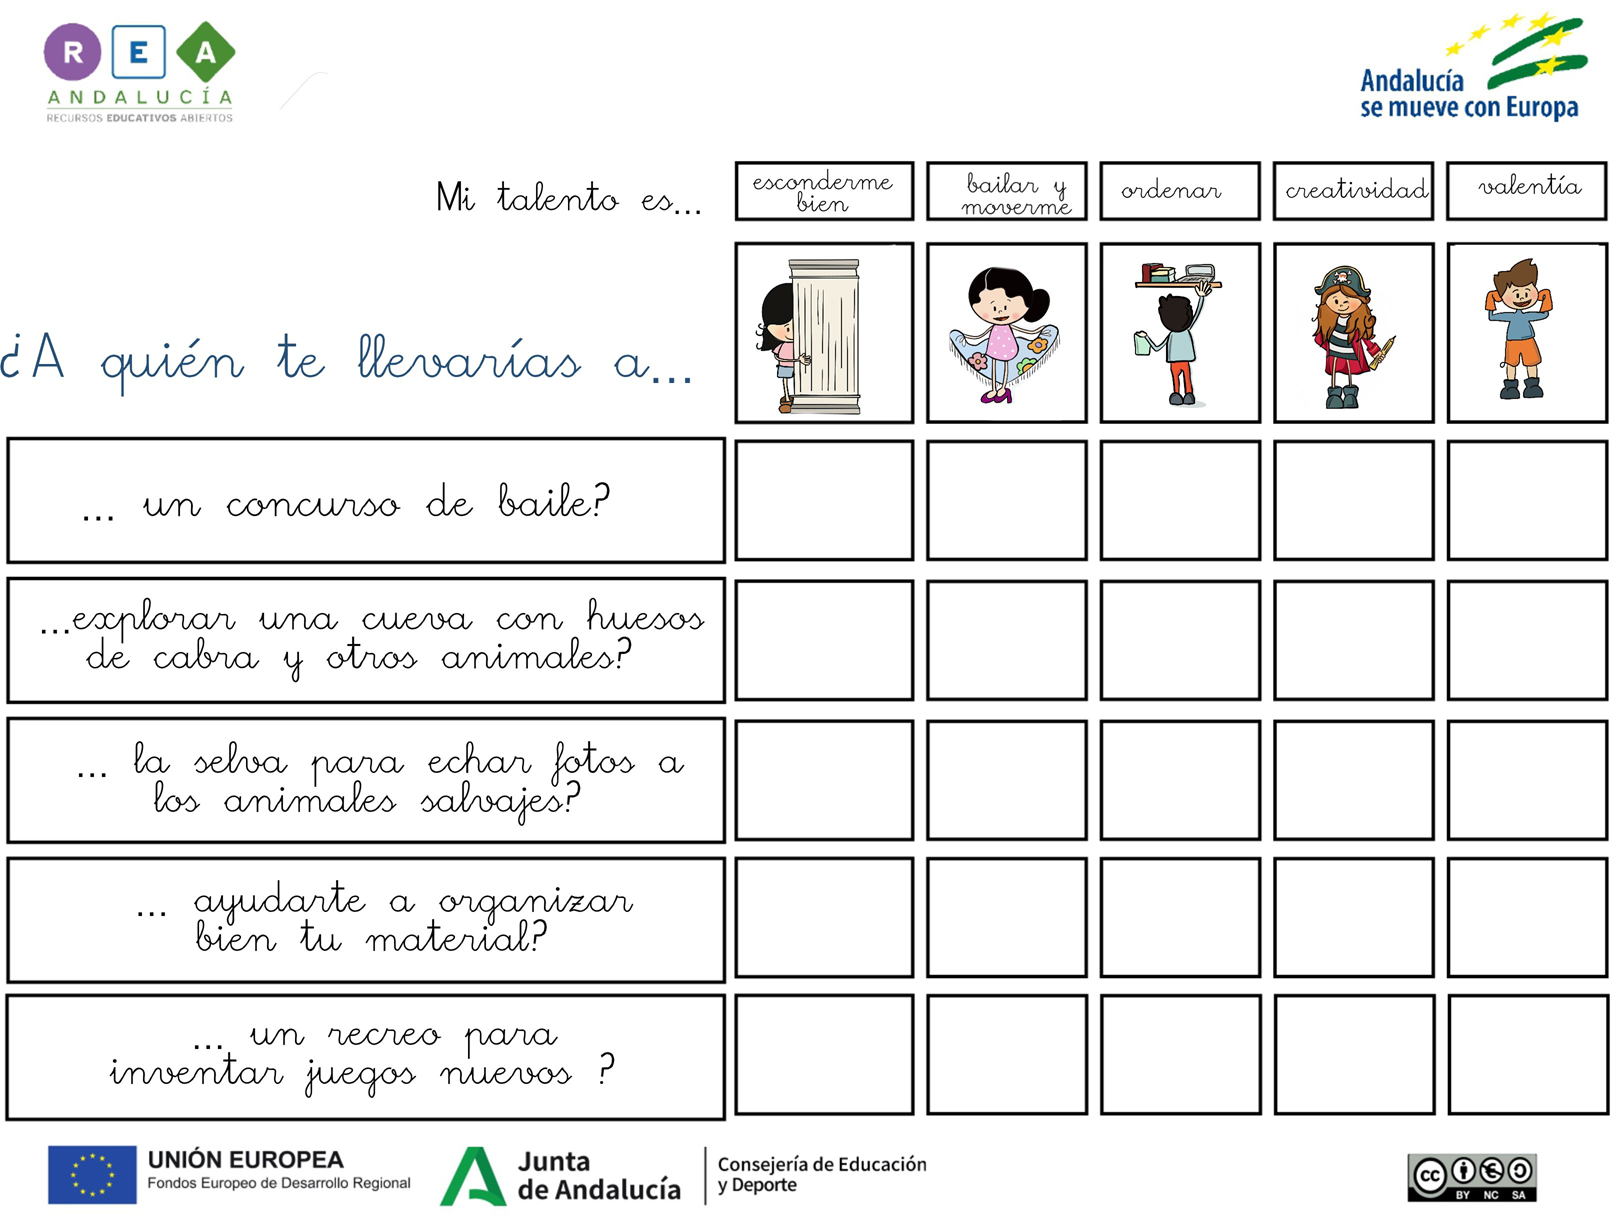 R E A
ANDALUCÍA
RECURSOS EDUCATIVOS ABIERTOS
Andalucía
se mueve con Europa
Mi talento es...
esconderme
bien
bailar y
moverme
ordenar
creatividad
valentía
¿A quién te llevarías a...
... un concurso de baile?
...explorar una cueva con huesos
de cabra y otros animales?
... la selva para echar fotos a
los animales salvajes?
... ayudarte a organizar
bien tu material?
... un recreo para
inventar juegos nuevos ?
UNIÓN EUROPEA
Fondos Europeo de Desarrollo Regional
Junta
de Andalucía
Consejería de Educación
y Deporte
cc
BY NC SA